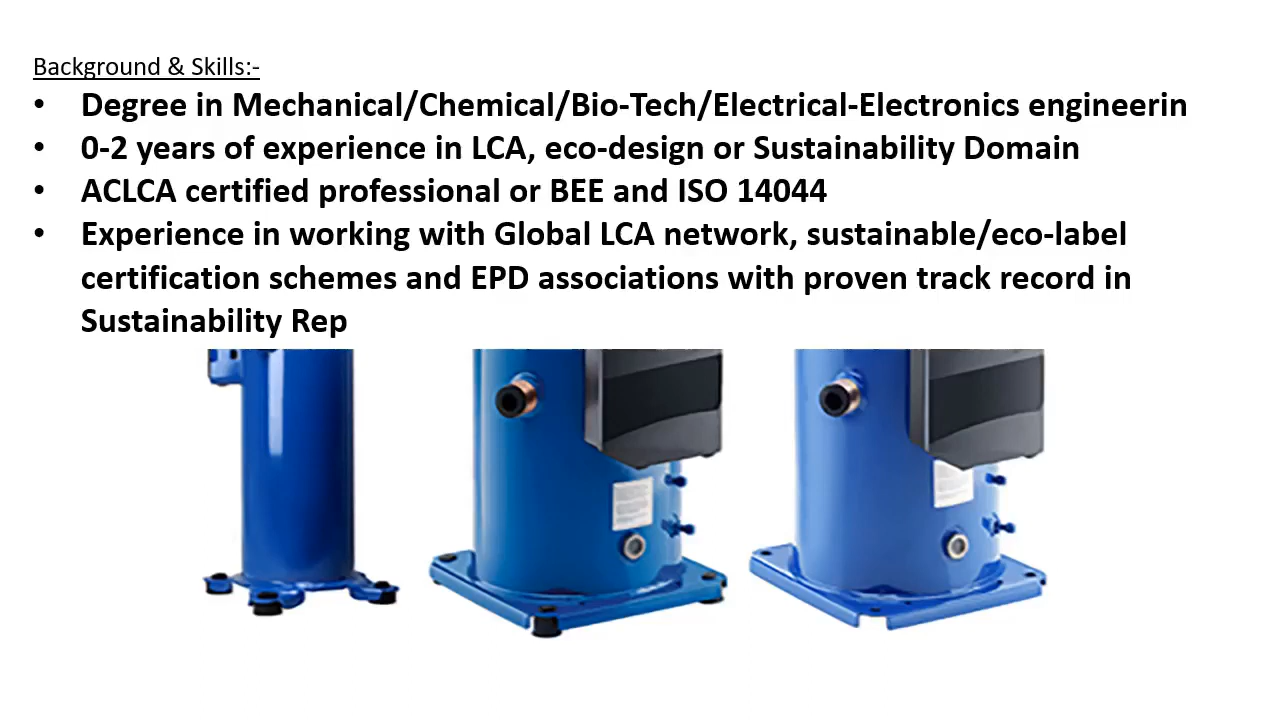 Background & Skills:-
• Degree in Mechanical/Chemical/Bio-Tech/Electrical-Electronics engineerin
• 0-2 years of experience in LCA, eco-design or Sustainability Domain
• ACLCA certified professional or BEE and ISO 14044
• Experience in working with Global LCA network, sustainable/eco-label
certification schemes and EPD associations with proven track record in
Sustainability Rep